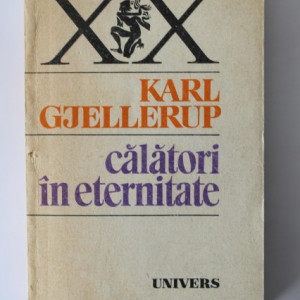 XX
KARL
GJELLERUP
călători
în eternitate
UNIVERS